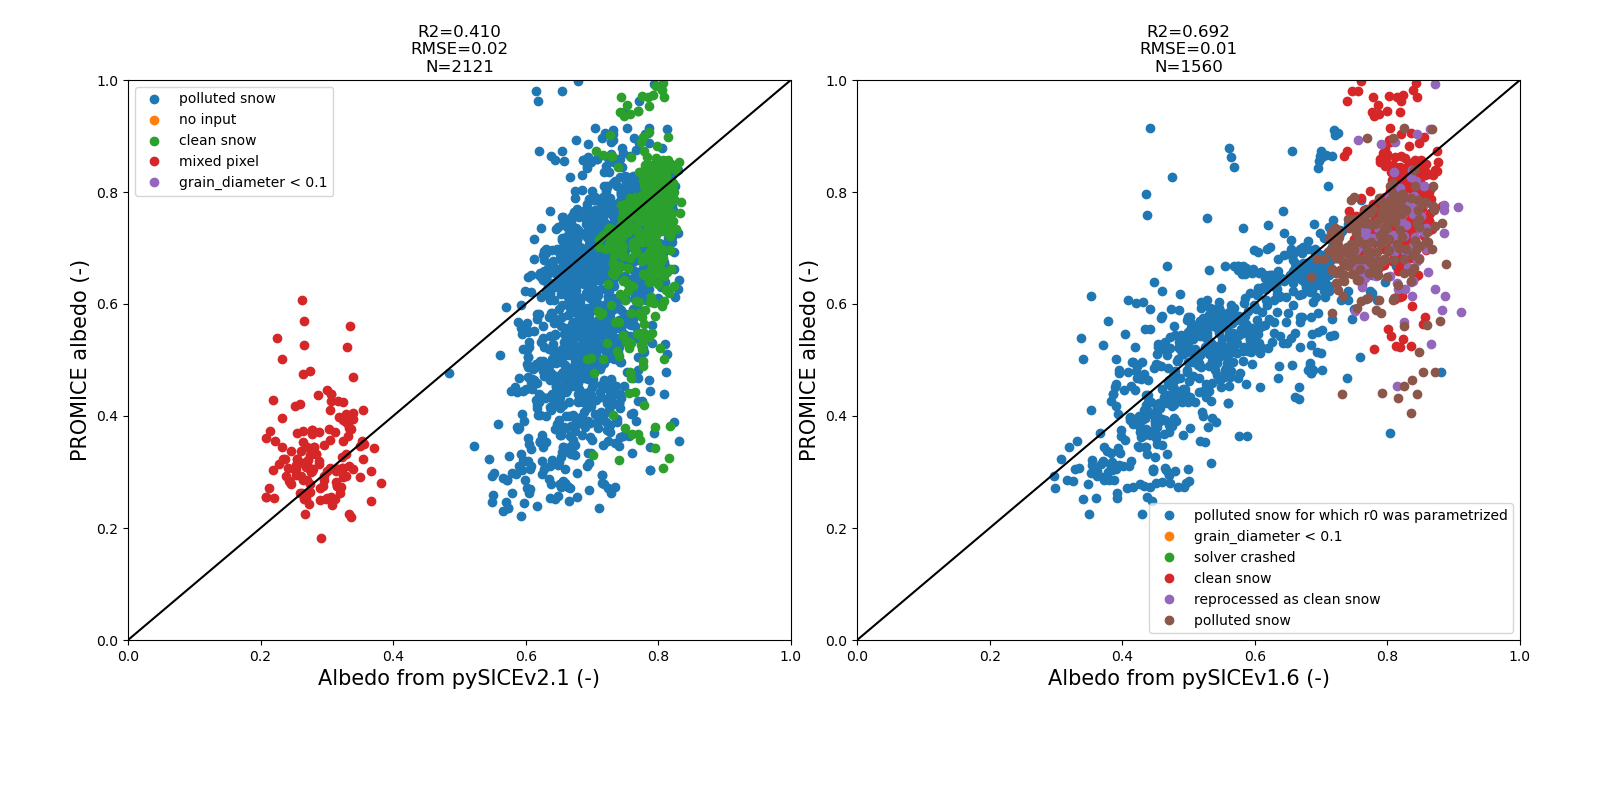 R2=0.410
RMSE=0.02
N=2121
polluted snow
no input
clean snow
mixed pixel
grain_diameter < 0.1
1.0
0.8
0.6
0.4
0.2
0.0
PROMICE albedo (-)
0.0 0.2 0.4 0.6 0.8 1.0
Albedo from pySICEv2.1 (-)
R2=0.692
RMSE=0.01
N=1560
1.0
0.8
0.6
0.4
0.2
0.0
PROMICE albedo (-)
polluted snow for which r0 was parametrized
grain_diameter < 0.1
solver crashed
clean snow
reprocessed as clean snow
polluted snow
0.0 0.2 0.4 0.6 0.8 1.0
Albedo from pySICEv1.6 (-)